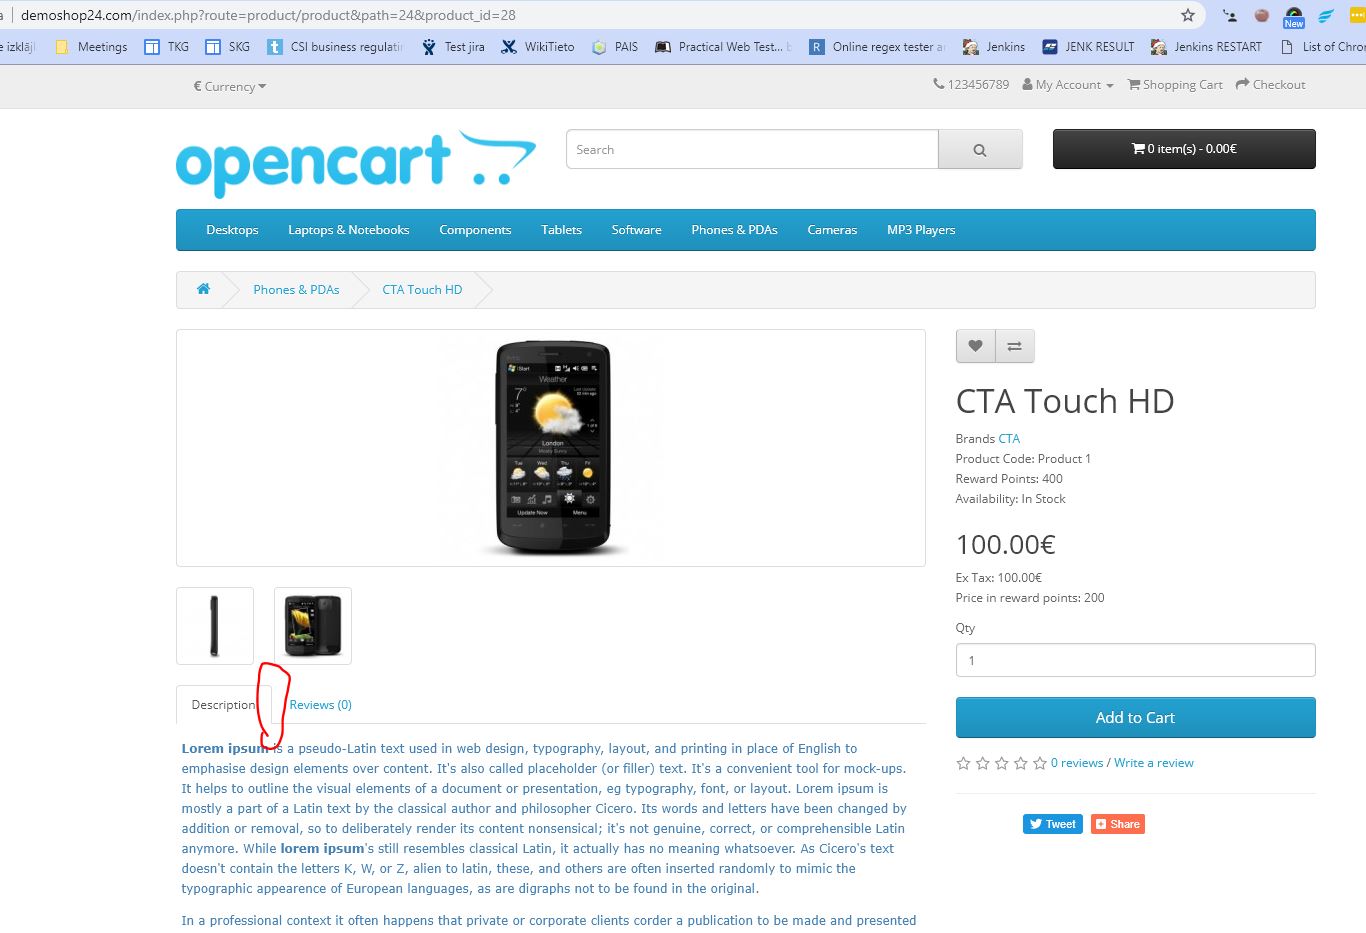 demoshop24.com/index.php?route=product/product&path=24&product_id=28
New
Meetings TKG SKG CSI business regulatin Test jira WikiTieto PAIS Practical Web Test... Online regex tester Jenkins JENK RESULT Jenkins RESTART List of Chro
€ Currency 123456789 My Account Shopping Cart Checkout
opencart Search 0 item(s) - 0.00€
Desktops Laptops & Notebooks Components Tablets Software Phones & PDAs Cameras MP3 Players
Phones & PDAs CTA Touch HD
Start
Weather
7°
London
Mostly Sunny
Tue Wed Thu Fri
Update Now Menu
CTA Touch HD
Brands CTA
Product Code: Product 1
Reward Points: 400
Availability: In Stock
100.00€
Ex Tax: 100.00€
Price in reward points: 200
Qty
1
Add to Cart
0 reviews / Write a review
Tweet Share
Description Reviews (0)
Lorem ipsum is a pseudo-Latin text used in web design, typography, layout, and printing in place of English to
emphasise design elements over content. It's also called placeholder (or filler) text. It's a convenient tool for mock-ups.
It helps to outline the visual elements of a document or presentation, eg typography, font, or layout. Lorem ipsum is
mostly a part of a Latin text by the classical author and philosopher Cicero. Its words and letters have been changed by
addition or removal, so to deliberately render its content nonsensical; it's not genuine, correct, or comprehensible Latin
anymore. While lorem ipsum's still resembles classical Latin, it actually has no meaning whatsoever. As Cicero's text
doesn't contain the letters K, W, or Z, alien to latin, these, and others are often inserted randomly to mimic the
typographic appearence of European languages, as are digraphs not to be found in the original.
In a professional context it often happens that private or corporate clients corder a publication to be made and presented